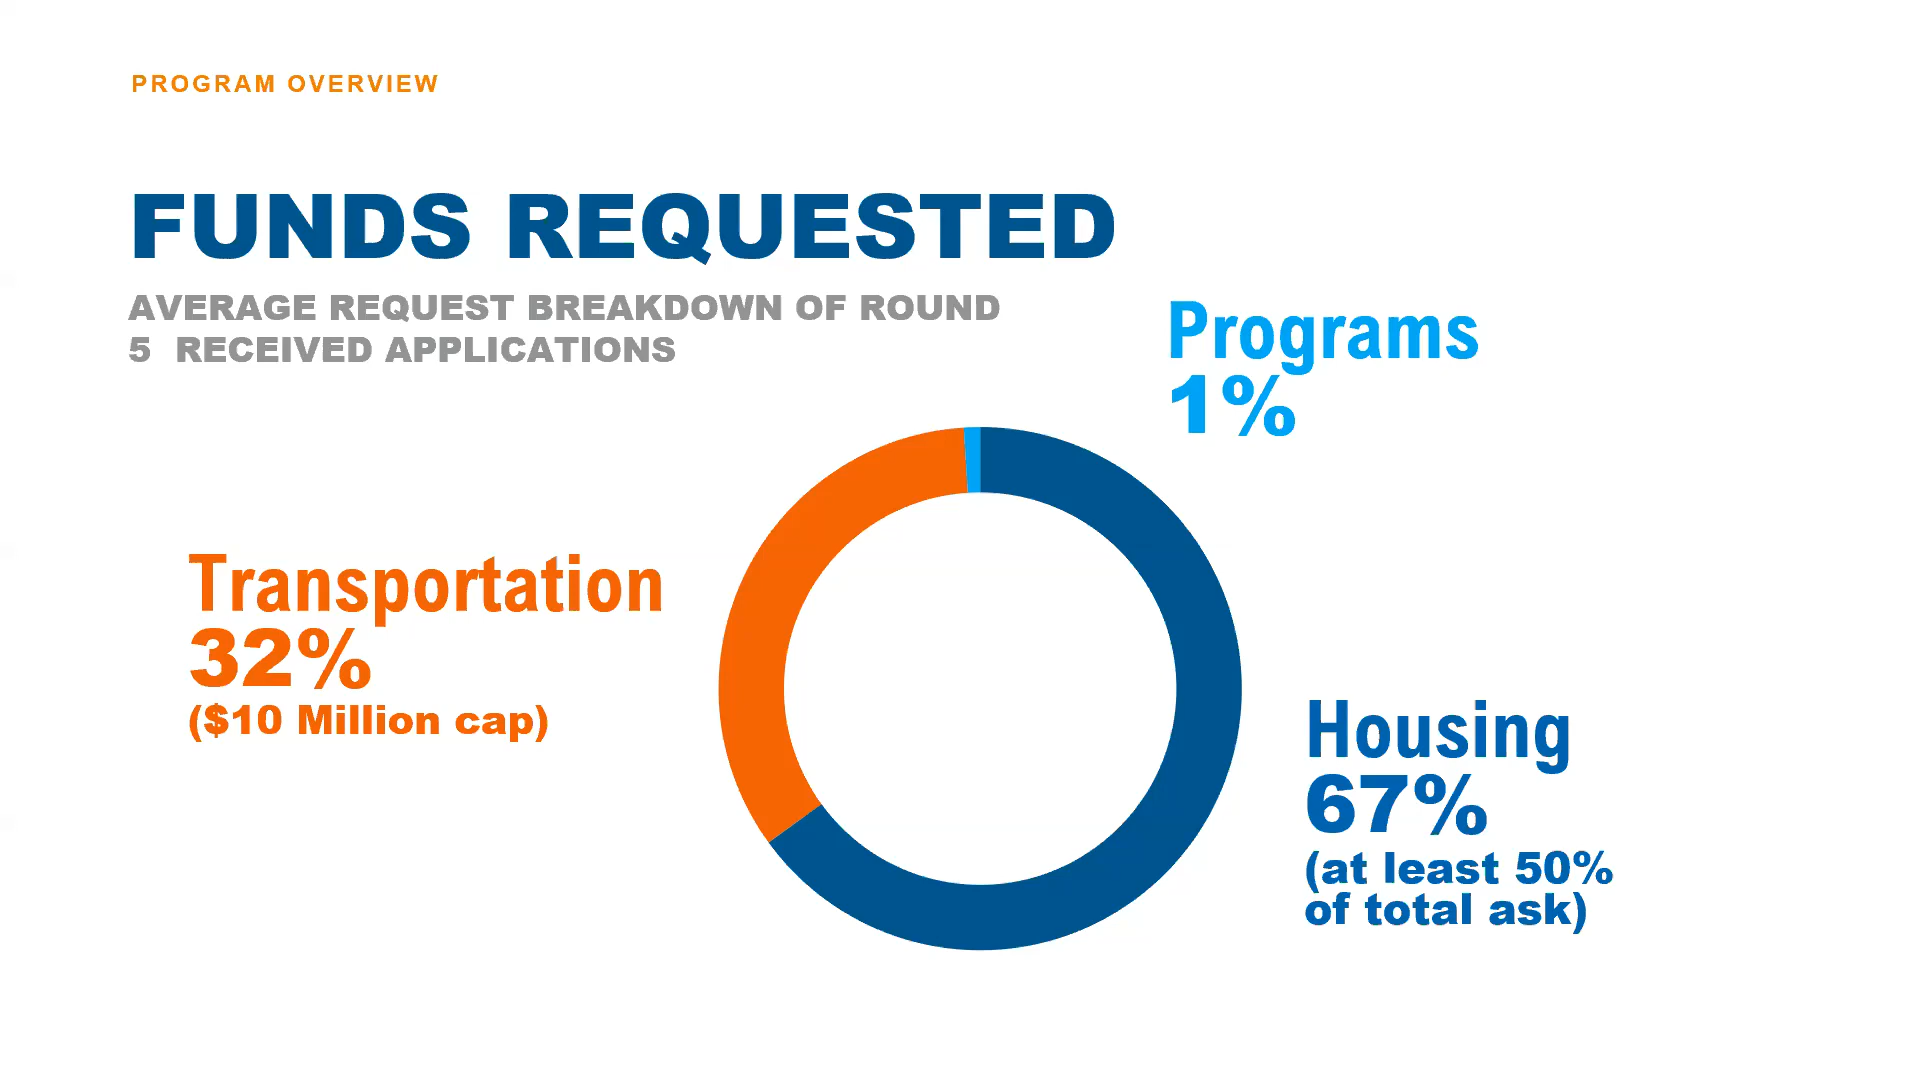 PROGRAM OVERVIEW
FUNDS REQUESTED
AVERAGE REQUEST BREAKDOWN OF ROUND
5 RECEIVED APPLICATIONS
Programs
1%
Transportation
32%
($10 Million cap)
Housing
67%
(at least 50%
of total ask)